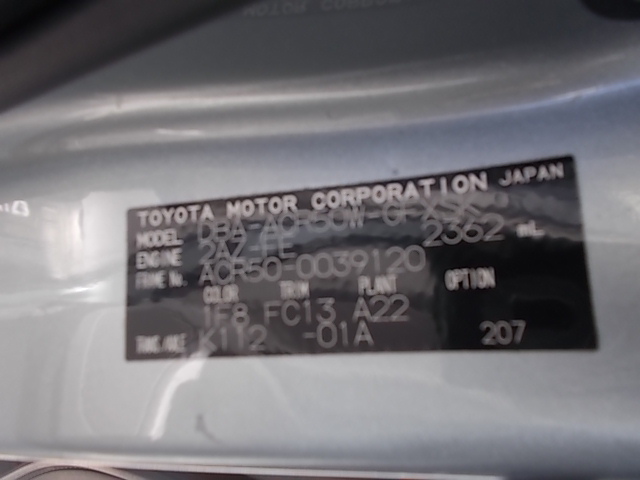 TOYOTA MOTOR CORPORATION JAPAN
MODEL DBA-ACR50W-GFXSK
ENGINE 2AZ-FE 2362 mL
FRAME No. ACR50-0039120
COLOR TRIM PLANT OPTION
1F8 FC13 A22
TRANS/AXLE K112 -01A 207